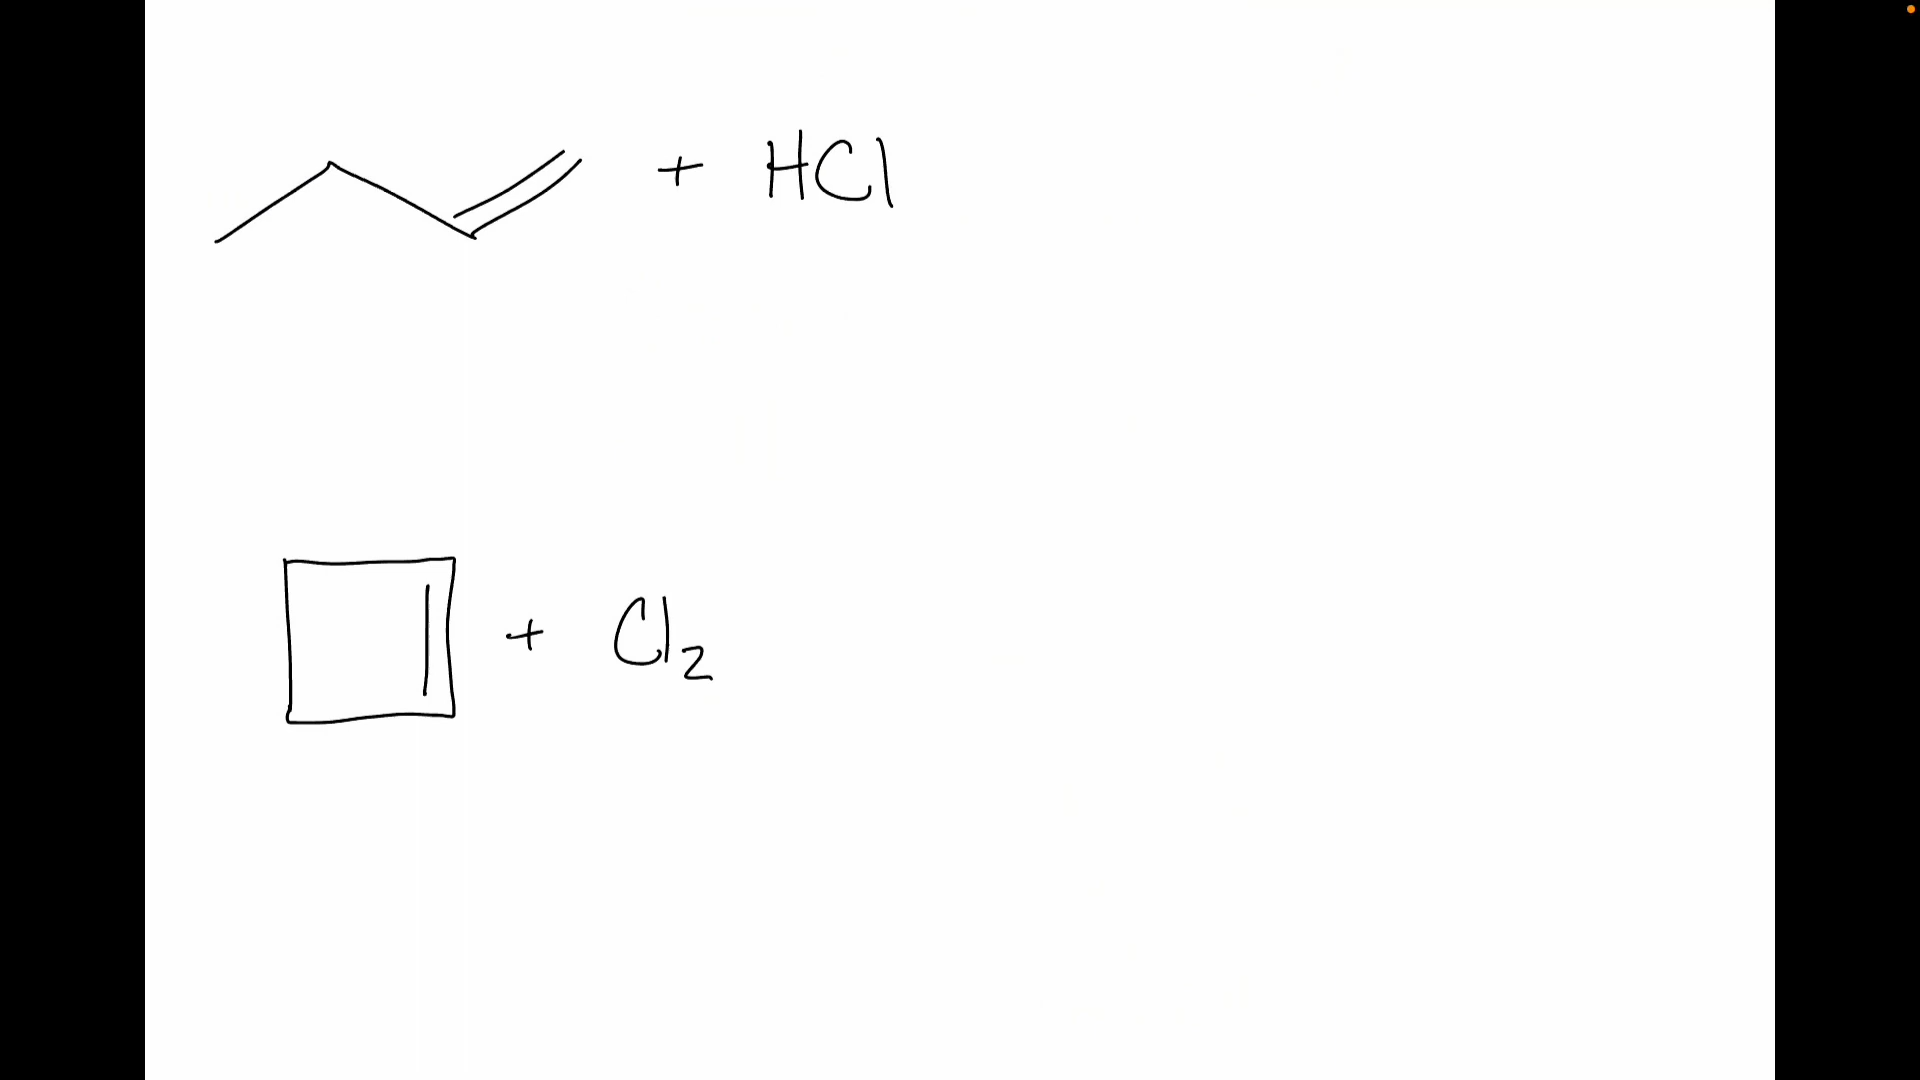 + HCl
+ Cl₂